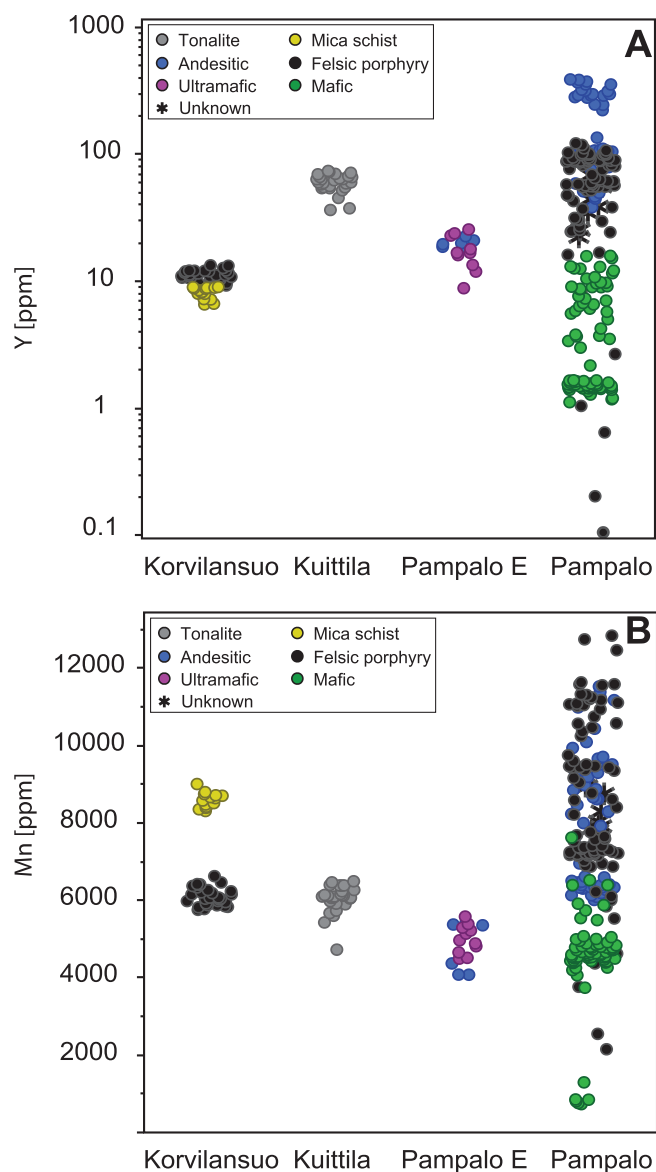 1000
A
Tonalite Mica schist
Andesitic Felsic porphyry
Ultramafic Mafic
Unknown
100
10
1
0.1
Y [ppm]
Korvilansuo Kuittila Pampalo E Pampalo
B
Tonalite Mica schist
Andesitic Felsic porphyry
Ultramafic Mafic
Unknown
12000
10000
8000
6000
4000
2000
Mn [ppm]
Korvilansuo Kuittila Pampalo E Pampalo